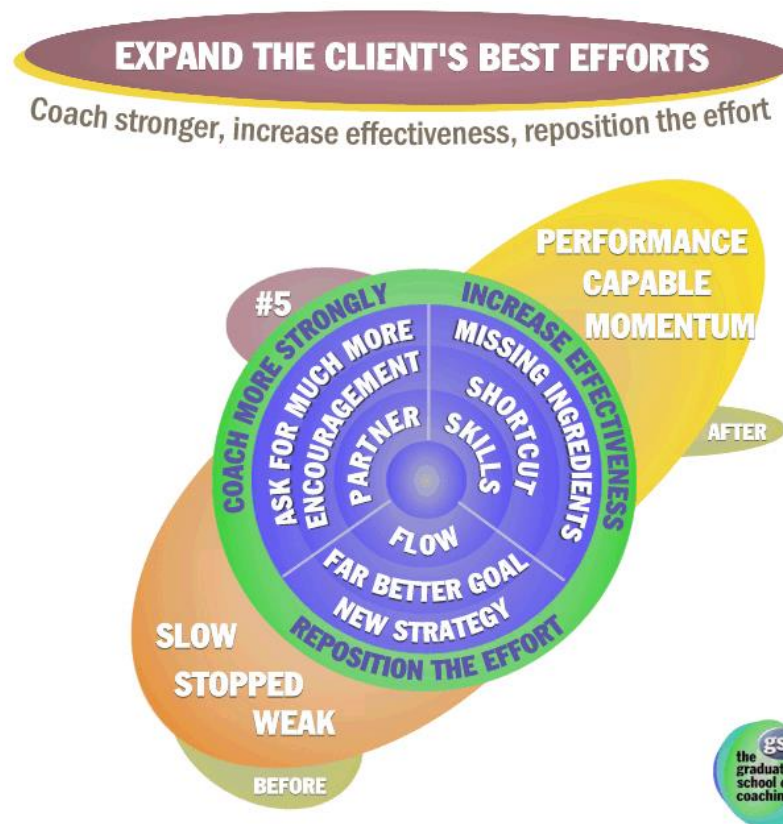 EXPAND THE CLIENT'S BEST EFFORTS
Coach stronger, increase effectiveness, reposition the effort
PERFORMANCE
CAPABLE
MOMENTUM
#5
COACH MORE STRONGLY
ASK FOR MUCH MORE
ENCOURAGEMENT
PARTNER
INCREASE EFFECTIVENESS
MISSING INGREDIENTS
SHORTCUT
SKILLS
AFTER
FLOW
FAR BETTER GOAL
NEW STRATEGY
REPOSITION THE EFFORT
SLOW
STOPPED
WEAK
BEFORE
the
school